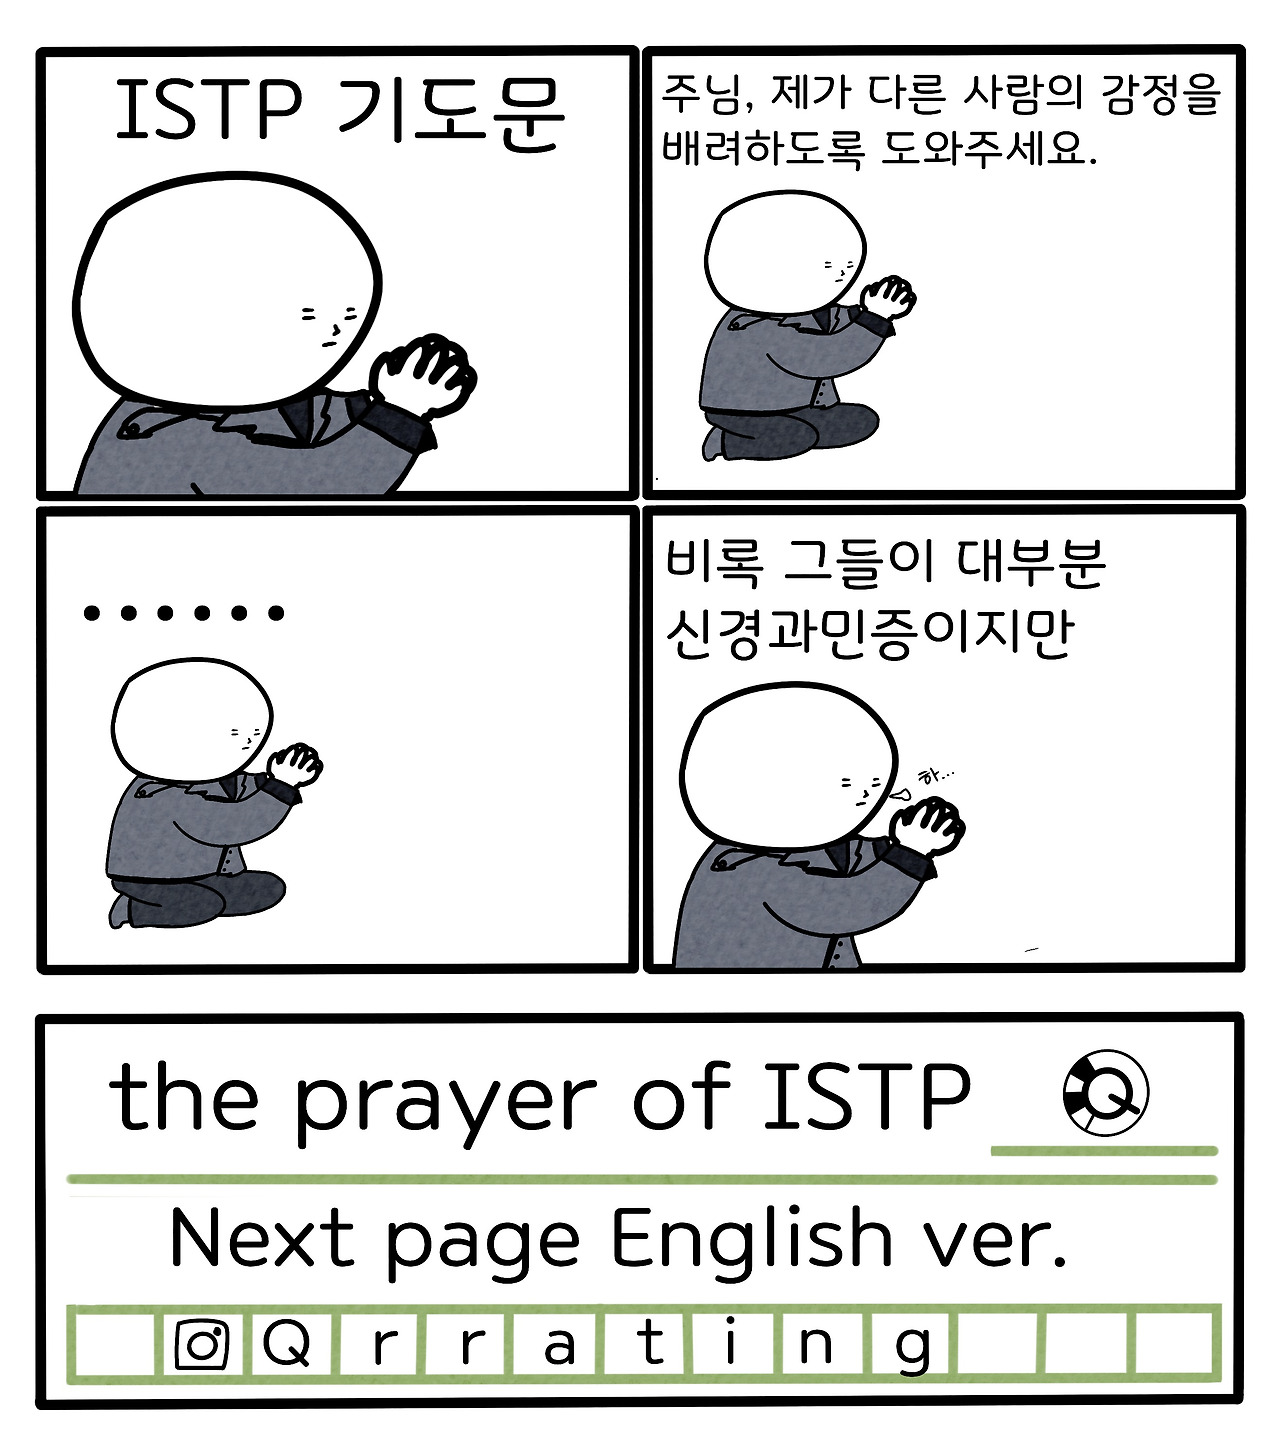 ISTP 기도문
주님, 제가 다른 사람의 감정을
배려하도록 도와주세요.
······
비록 그들이 대부분
신경과민증이지만
하...
the prayer of ISTP
Q
Next page English ver.
Qrrating